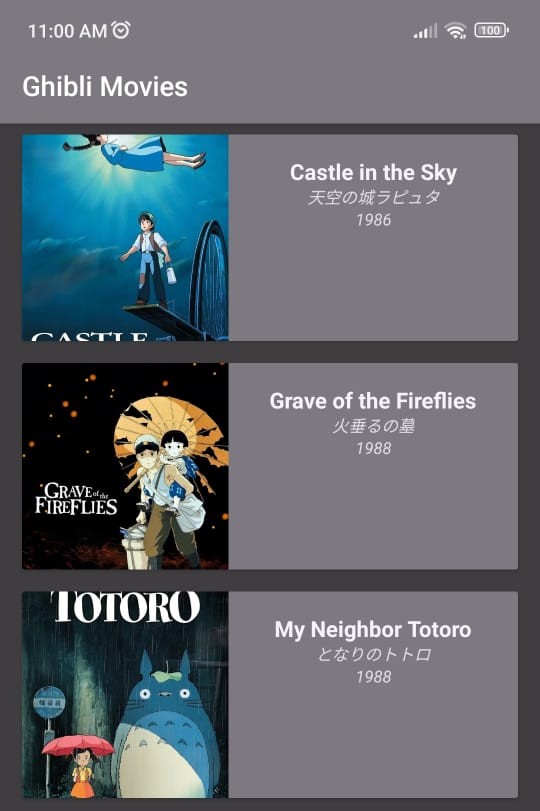 11:00 AM
100
Ghibli Movies
CASTLE
Castle in the Sky
天空の城ラピュタ
1986
GRAVE of the
FIREFLIES
Grave of the Fireflies
火垂るの墓
1988
TOTORO
My Neighbor Totoro
となりのトトロ
1988